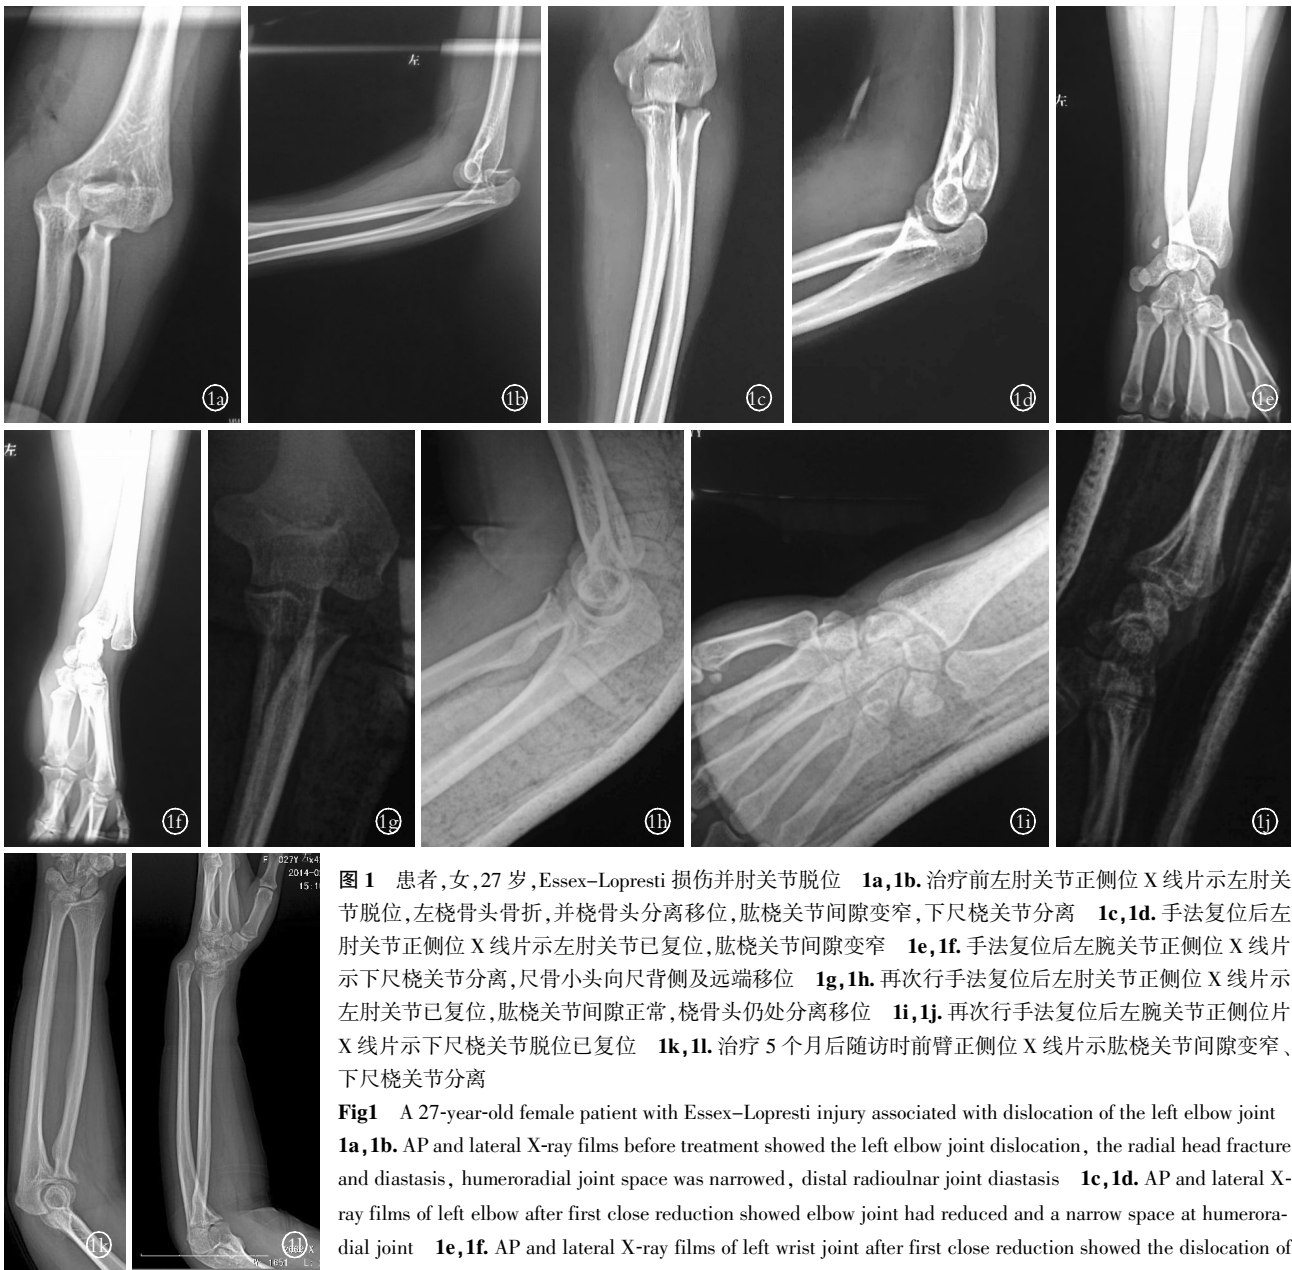 1a
左
1b
1c
1d
左
1e
左
1f
1g
1h
1i
1j
1k
F 027Y
2014-0
15:1
1l
1651 L.
图 1 患者,女,27 岁,Essex–Lopresti 损伤并肘关节脱位 1a,1b. 治疗前左肘关节正侧位 X 线片示左肘关
节脱位,左桡骨头骨折,并桡骨头分离移位,肱桡关节间隙变窄,下尺桡关节分离 1c,1d. 手法复位后左
肘关节正侧位 X 线片示左肘关节已复位,肱桡关节间隙变窄 1e,1f. 手法复位后左腕关节正侧位 X 线片
示下尺桡关节分离,尺骨小头向尺背侧及远端移位 1g,1h. 再次行手法复位后左肘关节正侧位 X 线片示
左肘关节已复位,肱桡关节间隙正常,桡骨头仍处分离移位 1i,1j. 再次行手法复位后左腕关节正侧位片
X 线片示下尺桡关节脱位已复位 1k,1l. 治疗 5 个月后随访时前臂正侧位 X 线片示肱桡关节间隙变窄、
下尺桡关节分离
Fig1 A 27-year-old female patient with Essex–Lopresti injury associated with dislocation of the left elbow joint
1a,1b. AP and lateral X-ray films before treatment showed the left elbow joint dislocation, the radial head fracture
and diastasis, humeroradial joint space was narrowed, distal radioulnar joint diastasis 1c,1d. AP and lateral X-
ray films of left elbow after first close reduction showed elbow joint had reduced and a narrow space at humerora-
dial joint 1e,1f. AP and lateral X-ray films of left wrist joint after first close reduction showed the dislocation of